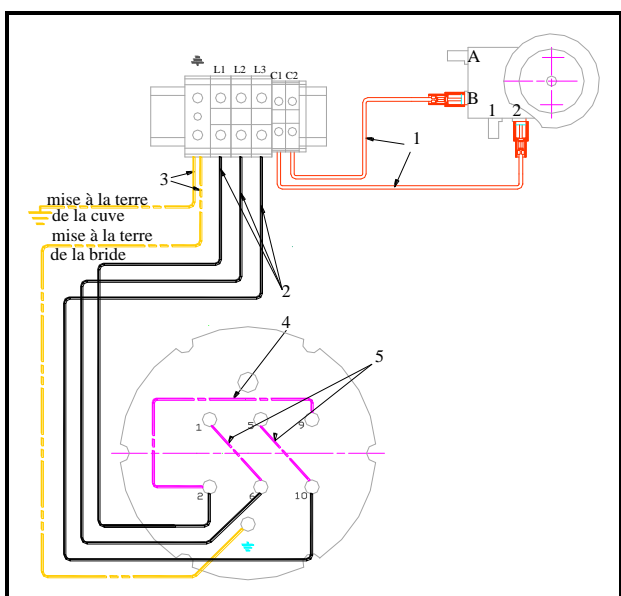 L1 L2 L3 C1 C2
A
B
1 2
1
3
mise à la terre
de la cuve
mise à la terre
de la bride
2
4
5
1 5 9
2 6 10